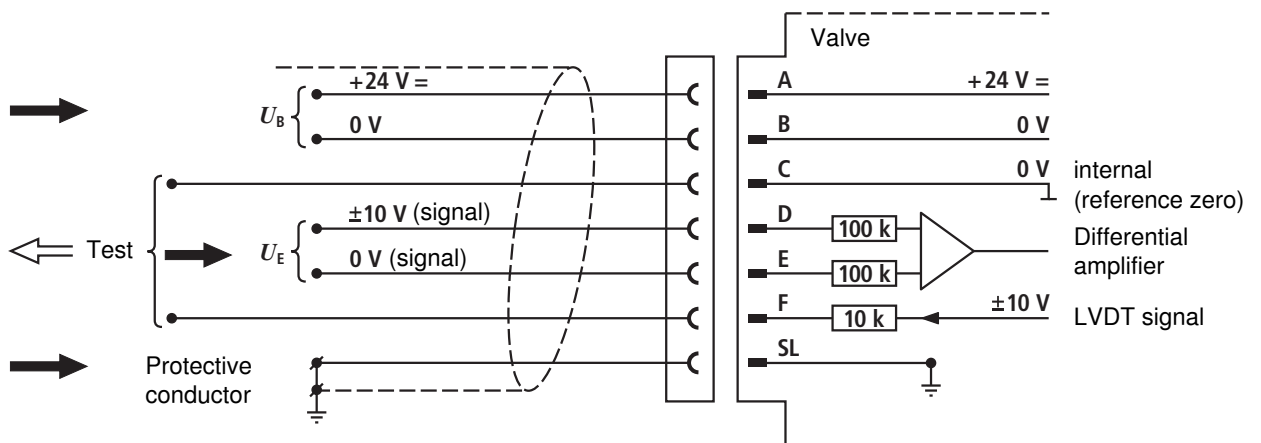 Valve
+24 V =
U_B
0 V
Test
±10 V (signal)
U_E
0 V (signal)
Protective
conductor
A
+24 V =
B
0 V
C
0 V
internal
(reference zero)
D
100 k
Differential
amplifier
E
100 k
F
10 k
±10 V
LVDT signal
SL